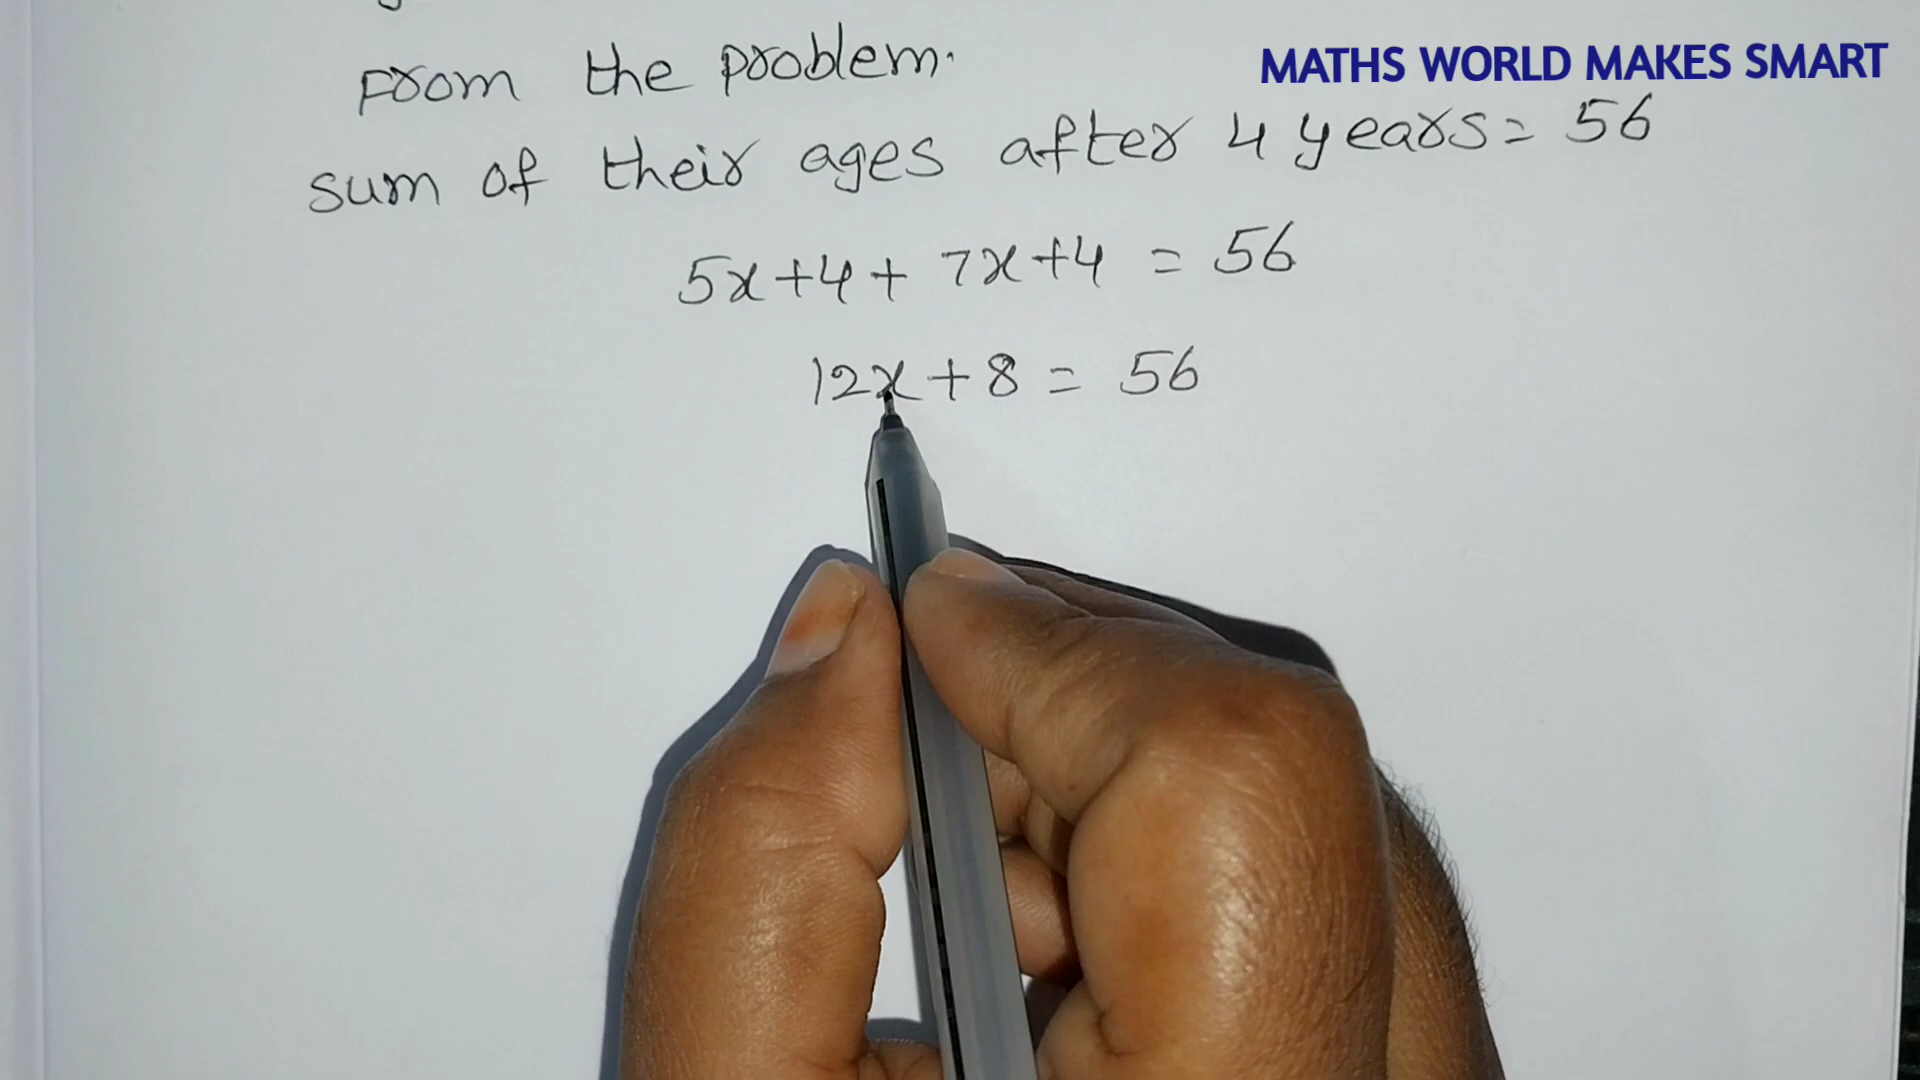 MATHS WORLD MAKES SMART
From the problem.
sum of their ages after 4 years = 56
5x+4+ 7x+4 = 56
12x+8 = 56